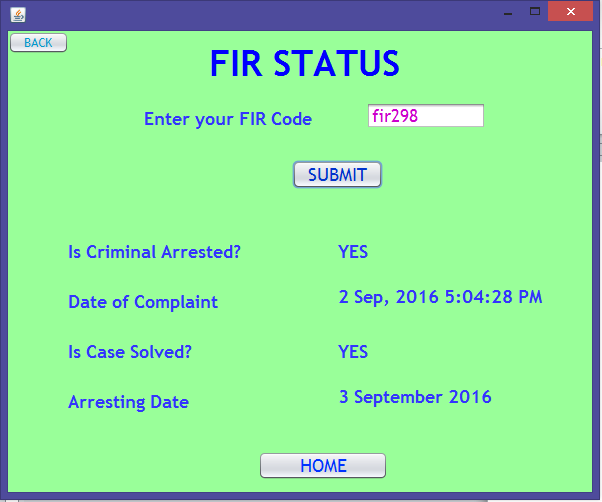 BACK
FIR STATUS
Enter your FIR Code fir298
SUBMIT
Is Criminal Arrested? YES
Date of Complaint 2 Sep, 2016 5:04:28 PM
Is Case Solved? YES
Arresting Date 3 September 2016
HOME